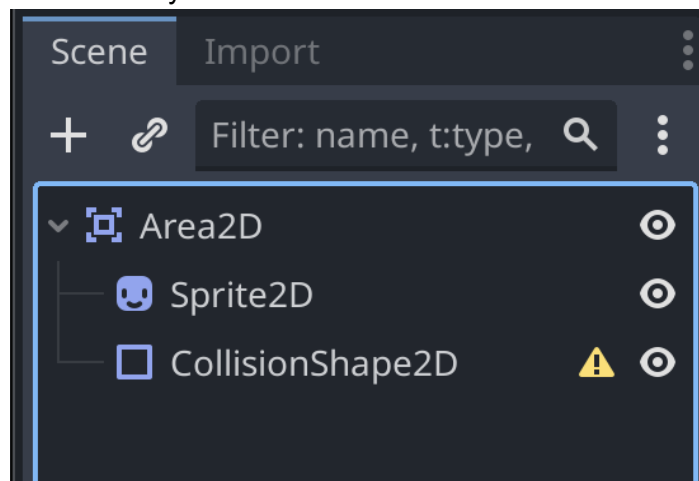 Scene Import
Filter: name, t:type,
Area2D
Sprite2D
CollisionShape2D